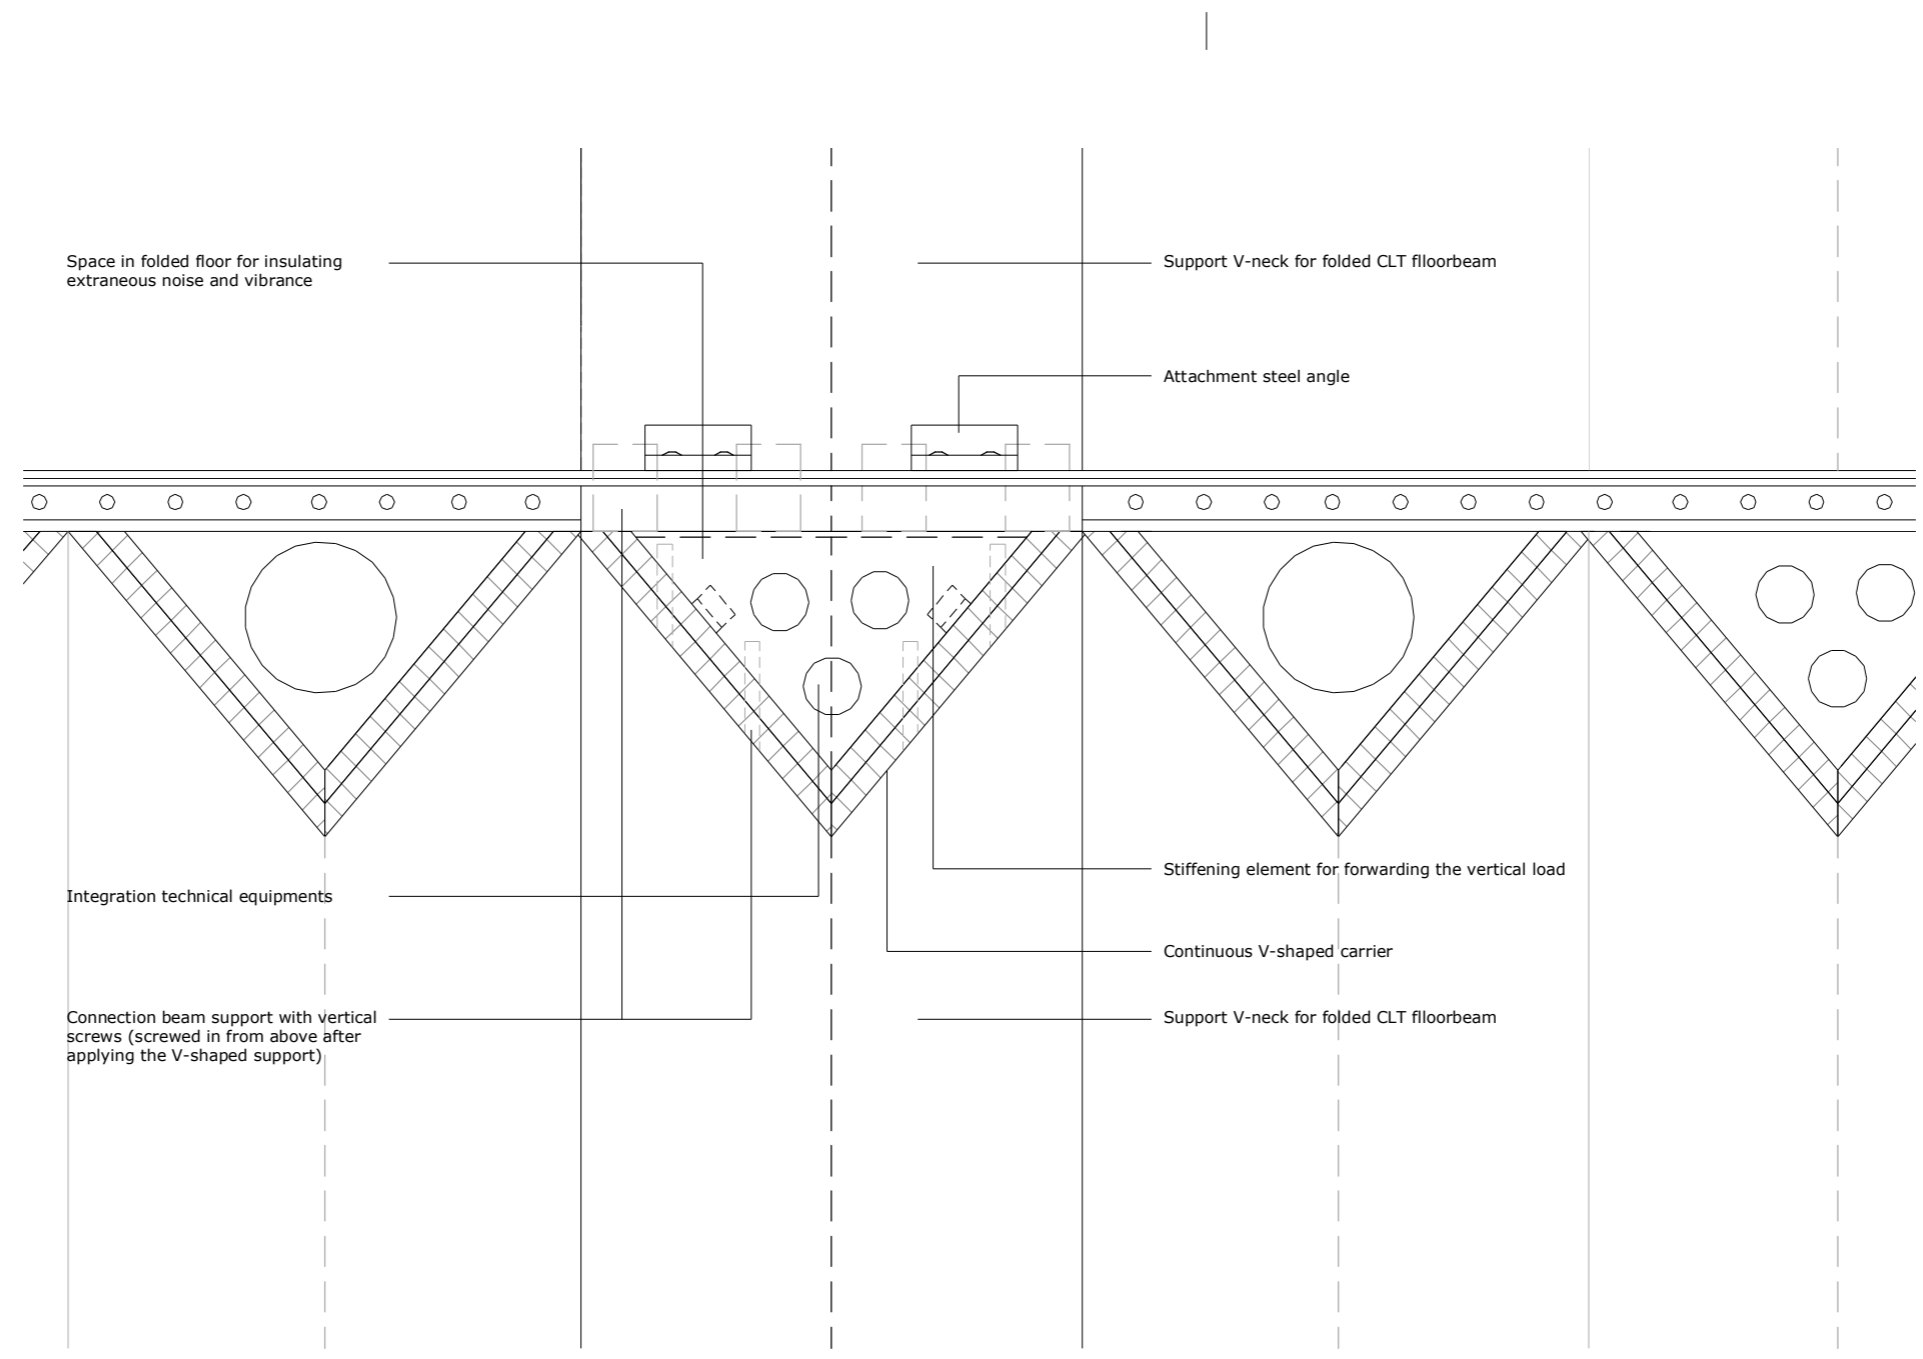 Space in folded floor for insulating
extraneous noise and vibrance
Support V-neck for folded CLT flloorbeam
Attachment steel angle
Stiffening element for forwarding the vertical load
Integration technical equipments
Continuous V-shaped carrier
Connection beam support with vertical
screws (screwed in from above after
applying the V-shaped support)
Support V-neck for folded CLT flloorbeam